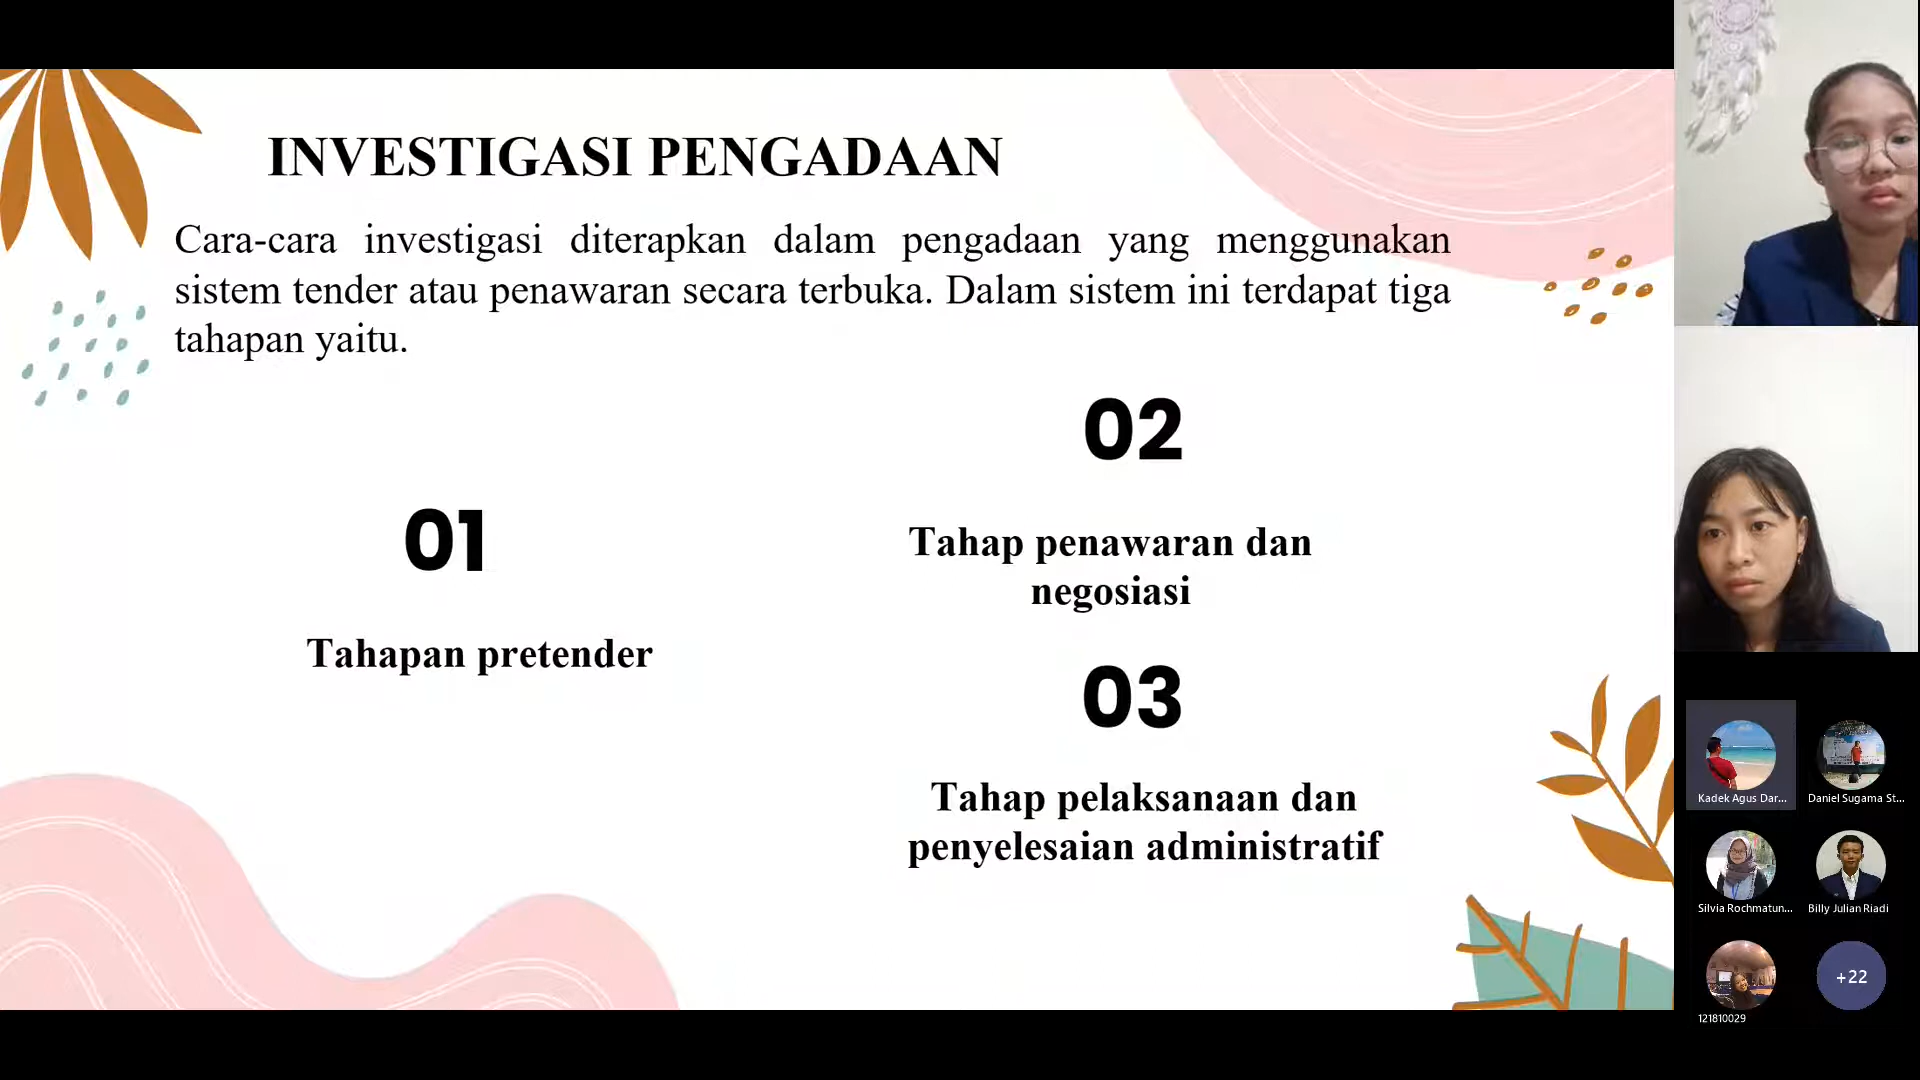 INVESTIGASI PENGADAAN
Cara-cara investigasi diterapkan dalam pengadaan yang menggunakan
sistem tender atau penawaran secara terbuka. Dalam sistem ini terdapat tiga
tahapan yaitu.
01
Tahapan pretender
02
Tahap penawaran dan
negosiasi
03
Tahap pelaksanaan dan
penyelesaian administratif
Kadek Agus Dar...
Daniel Sugama St...
Silvia Rochmatun...
Billy Julian Riadi
121810029
+22